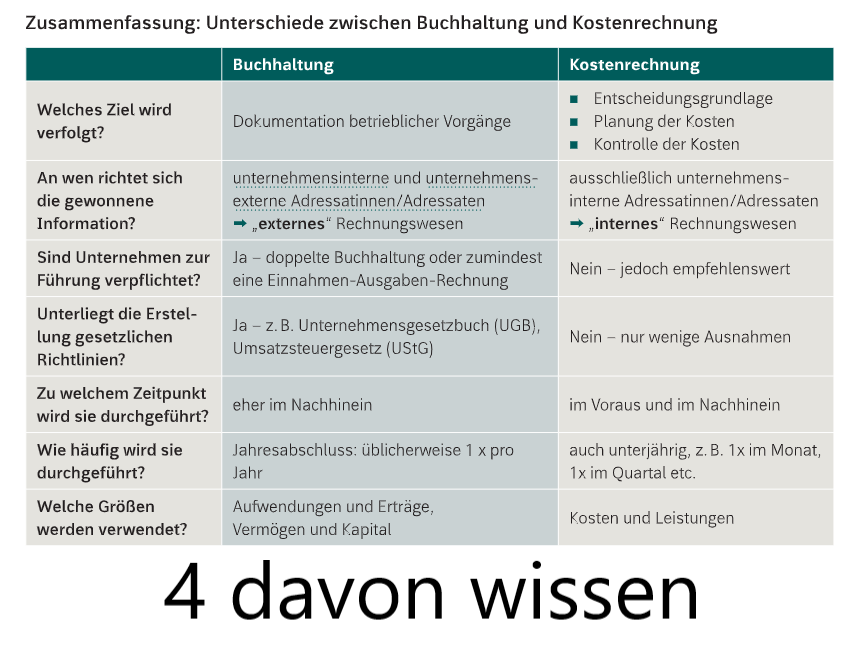 Zusammenfassung: Unterschiede zwischen Buchhaltung und Kostenrechnung
Buchhaltung
Kostenrechnung
Welches Ziel wird
verfolgt?
Dokumentation betrieblicher Vorgänge
■ Entscheidungsgrundlage
■ Planung der Kosten
■ Kontrolle der Kosten
An wen richtet sich
die gewonnene
Information?
unternehmensinterne und unternehmens-
externe Adressatinnen/Adressaten
➡ „externes“ Rechnungswesen
ausschließlich unternehmens-
interne Adressatinnen/Adressaten
➡ „internes“ Rechnungswesen
Sind Unternehmen zur
Führung verpflichtet?
Ja – doppelte Buchhaltung oder zumindest
eine Einnahmen-Ausgaben-Rechnung
Nein – jedoch empfehlenswert
Unterliegt die Erstel-
lung gesetzlichen
Richtlinien?
Ja – z. B. Unternehmensgesetzbuch (UGB),
Umsatzsteuergesetz (UStG)
Nein – nur wenige Ausnahmen
Zu welchem Zeitpunkt
wird sie durchgeführt?
eher im Nachhinein
im Voraus und im Nachhinein
Wie häufig wird sie
durchgeführt?
Jahresabschluss: üblicherweise 1 x pro
Jahr
auch unterjährig, z. B. 1x im Monat,
1x im Quartal etc.
Welche Größen
werden verwendet?
Aufwendungen und Erträge,
Vermögen und Kapital
Kosten und Leistungen
4 davon wissen